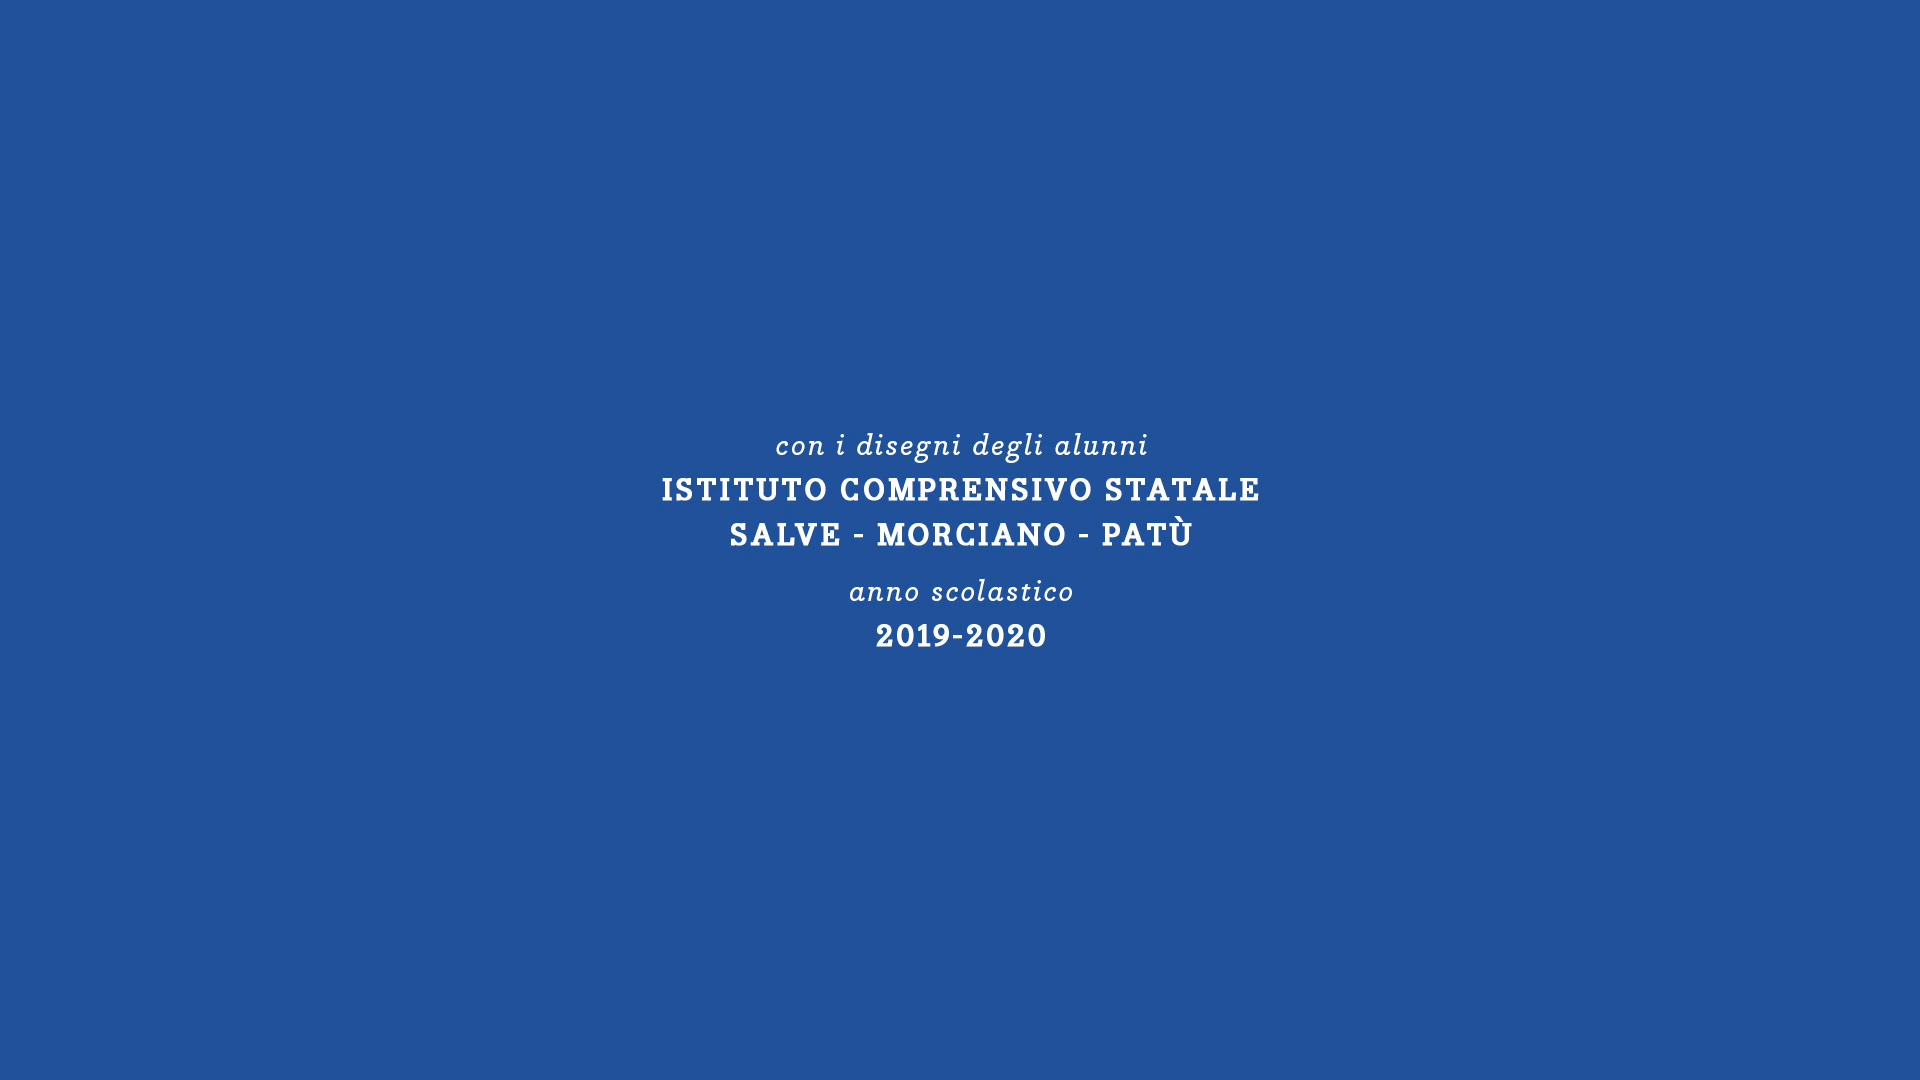 con i disegni degli alunni
ISTITUTO COMPRENSIVO STATALE
SALVE - MORCIANO - PATÙ
anno scolastico
2019-2020